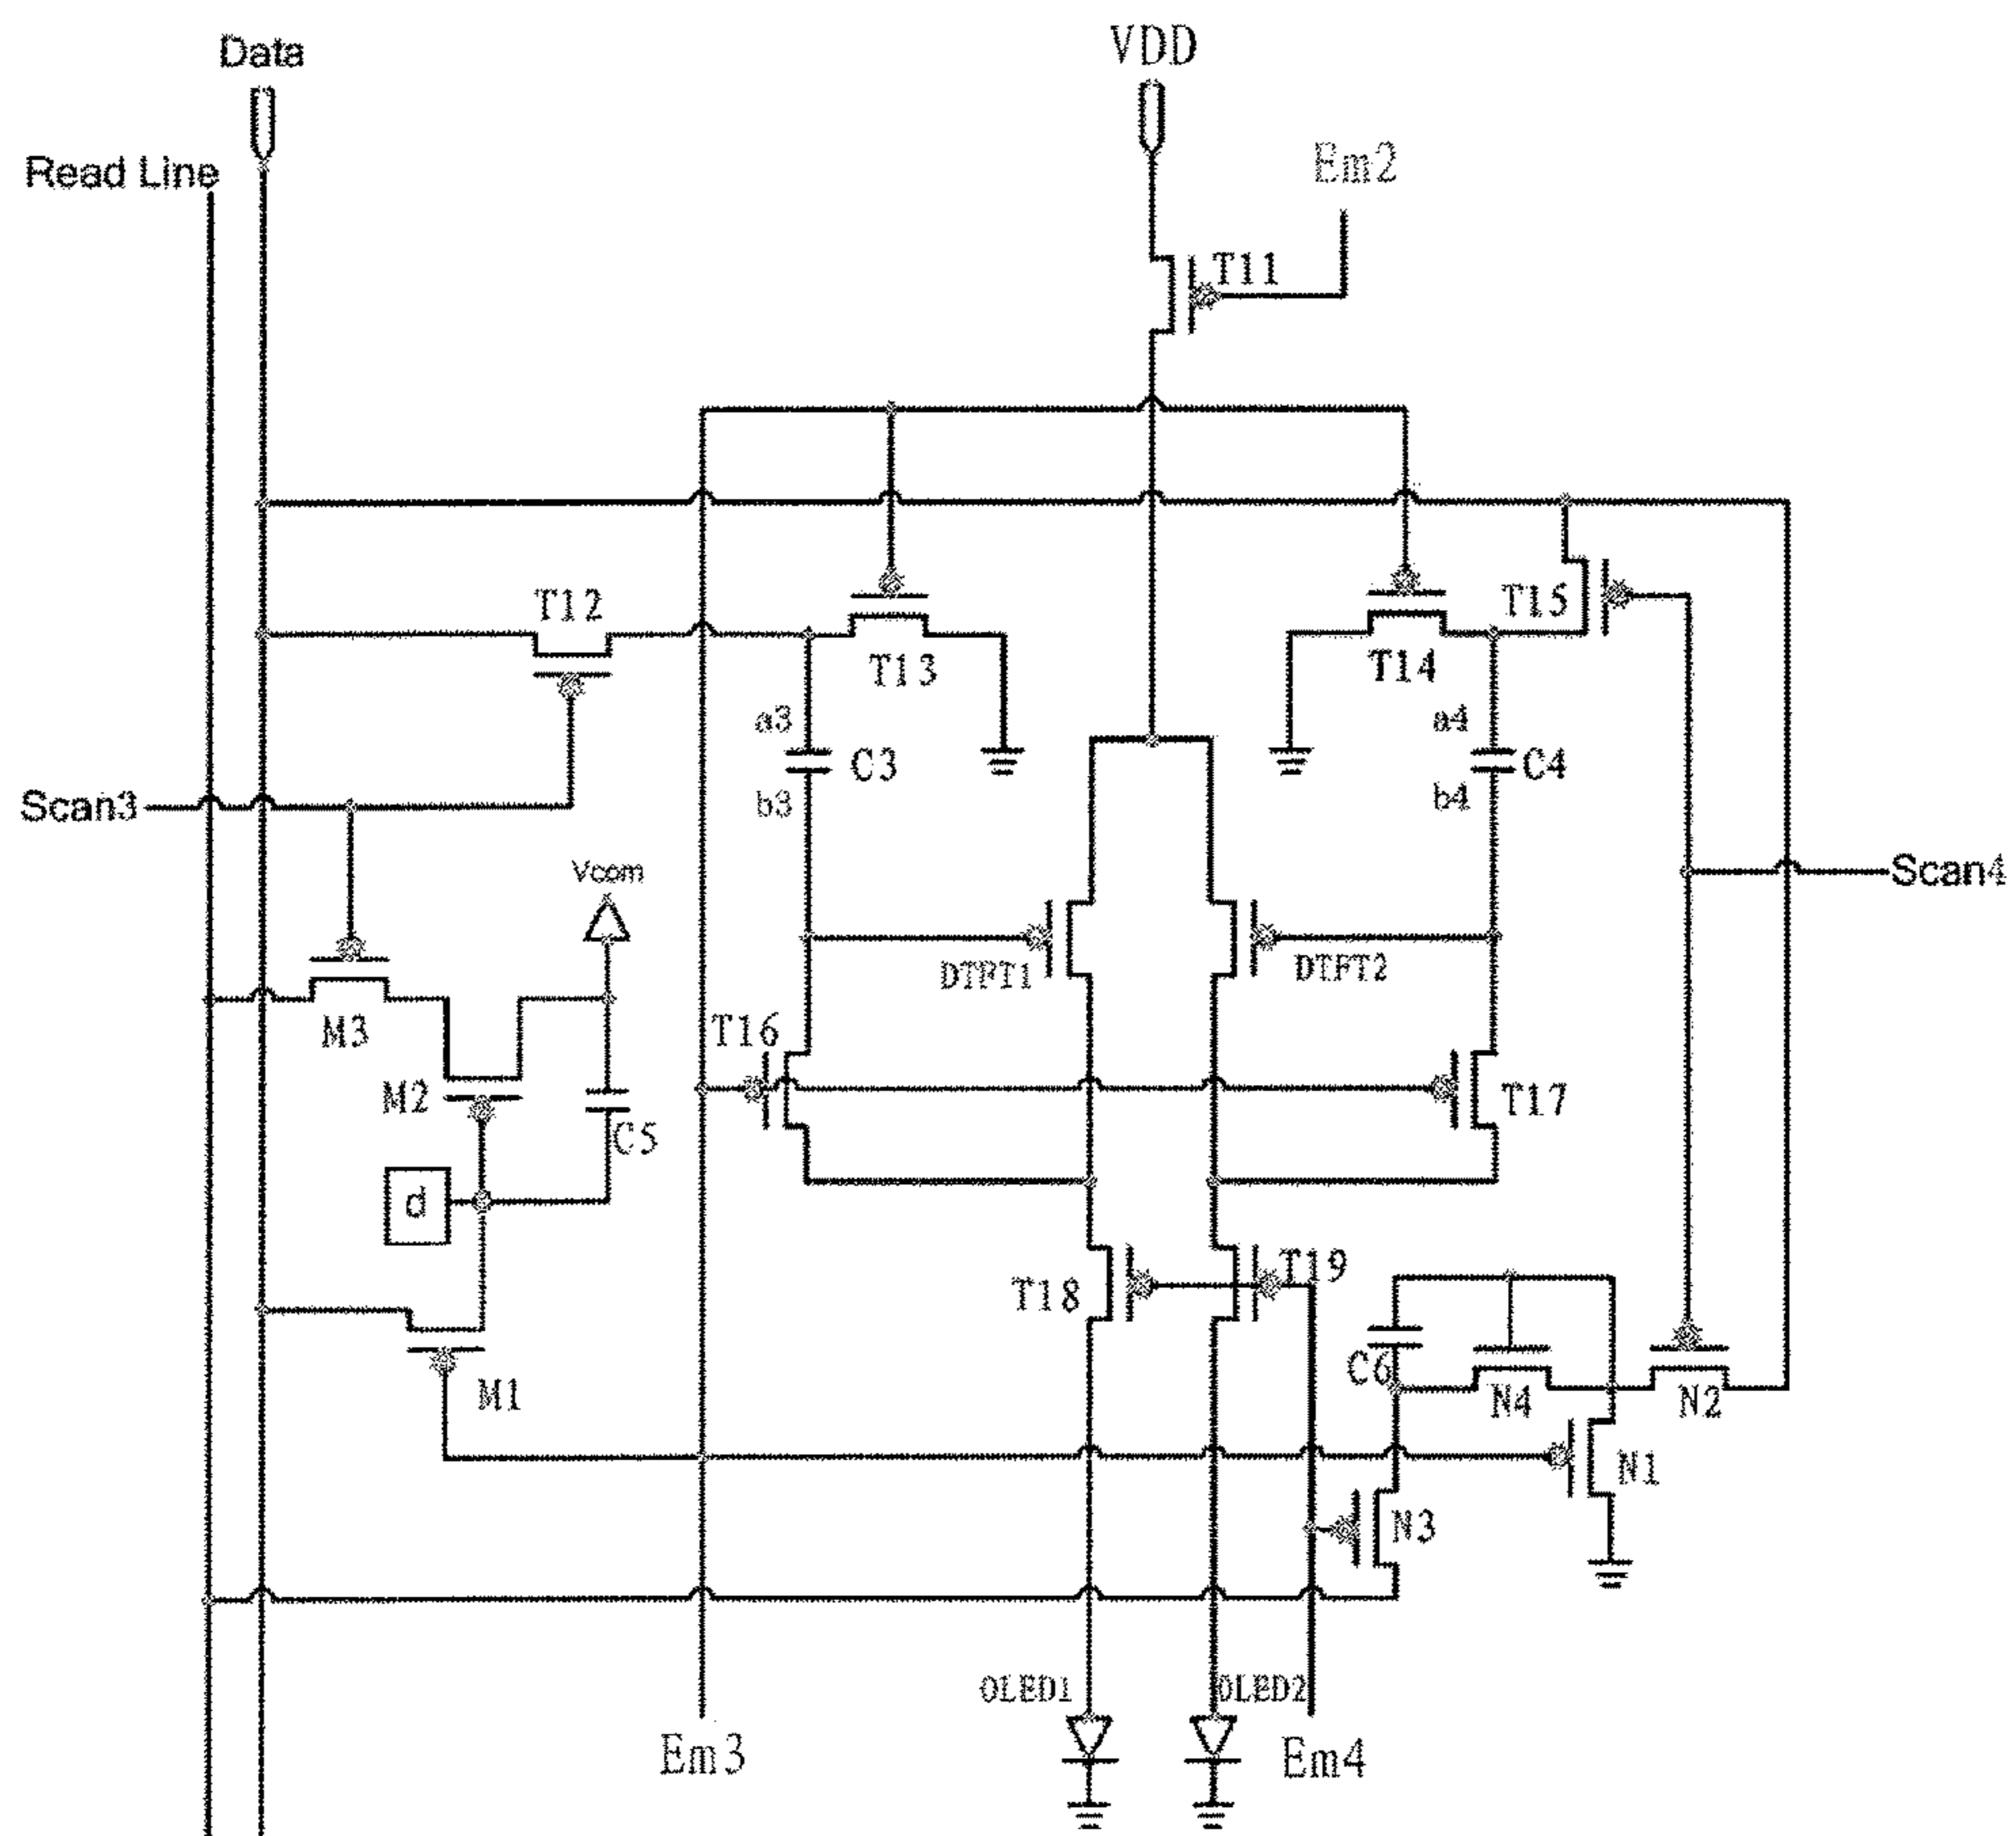 Data
VDD
Read Line
Em2
T11
T12
T13
T14
T15
a3
C3
b3
a4
C4
b4
Scan3
Vcom
Scan4
DTFT1
DTFT2
M3
T16
M2
C5
T17
d
T18
T19
M1
C6
N4
N2
N1
N3
OLED1
OLED2
Em3
Em4